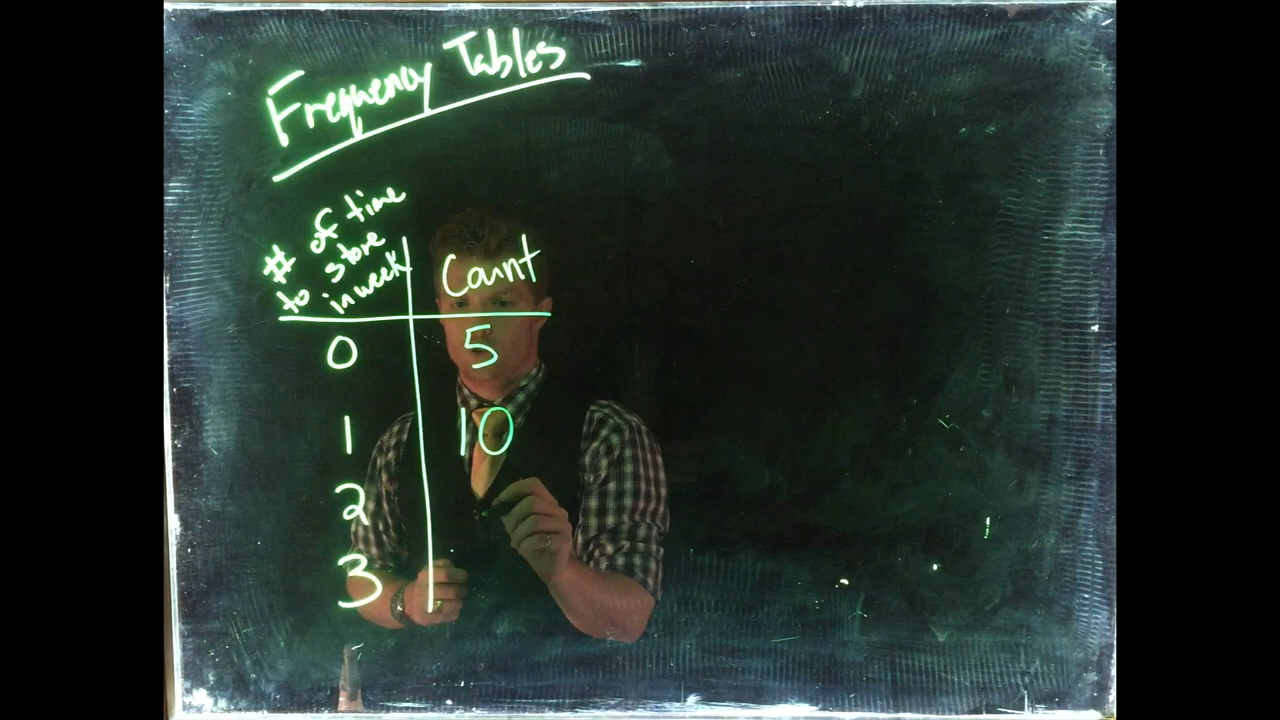 Frequency Tables
# of time
to store
in week
Count
0 5
1 10
2
3